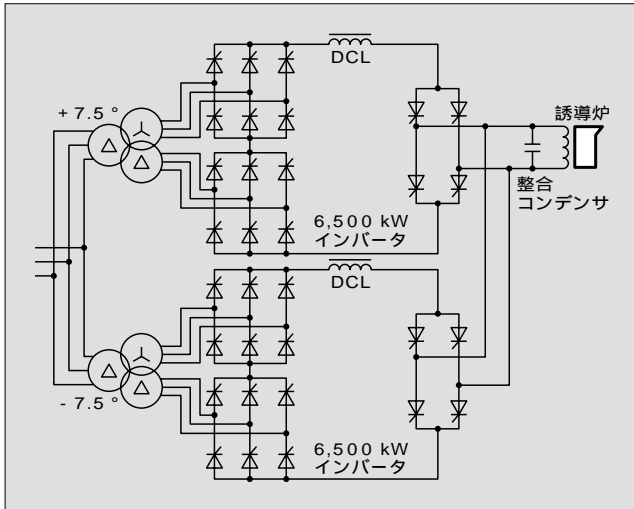 +7.5°
DCL
誘導炉
整合
コンデンサ
6,500 kW
インバータ
DCL
-7.5°
6,500 kW
インバータ